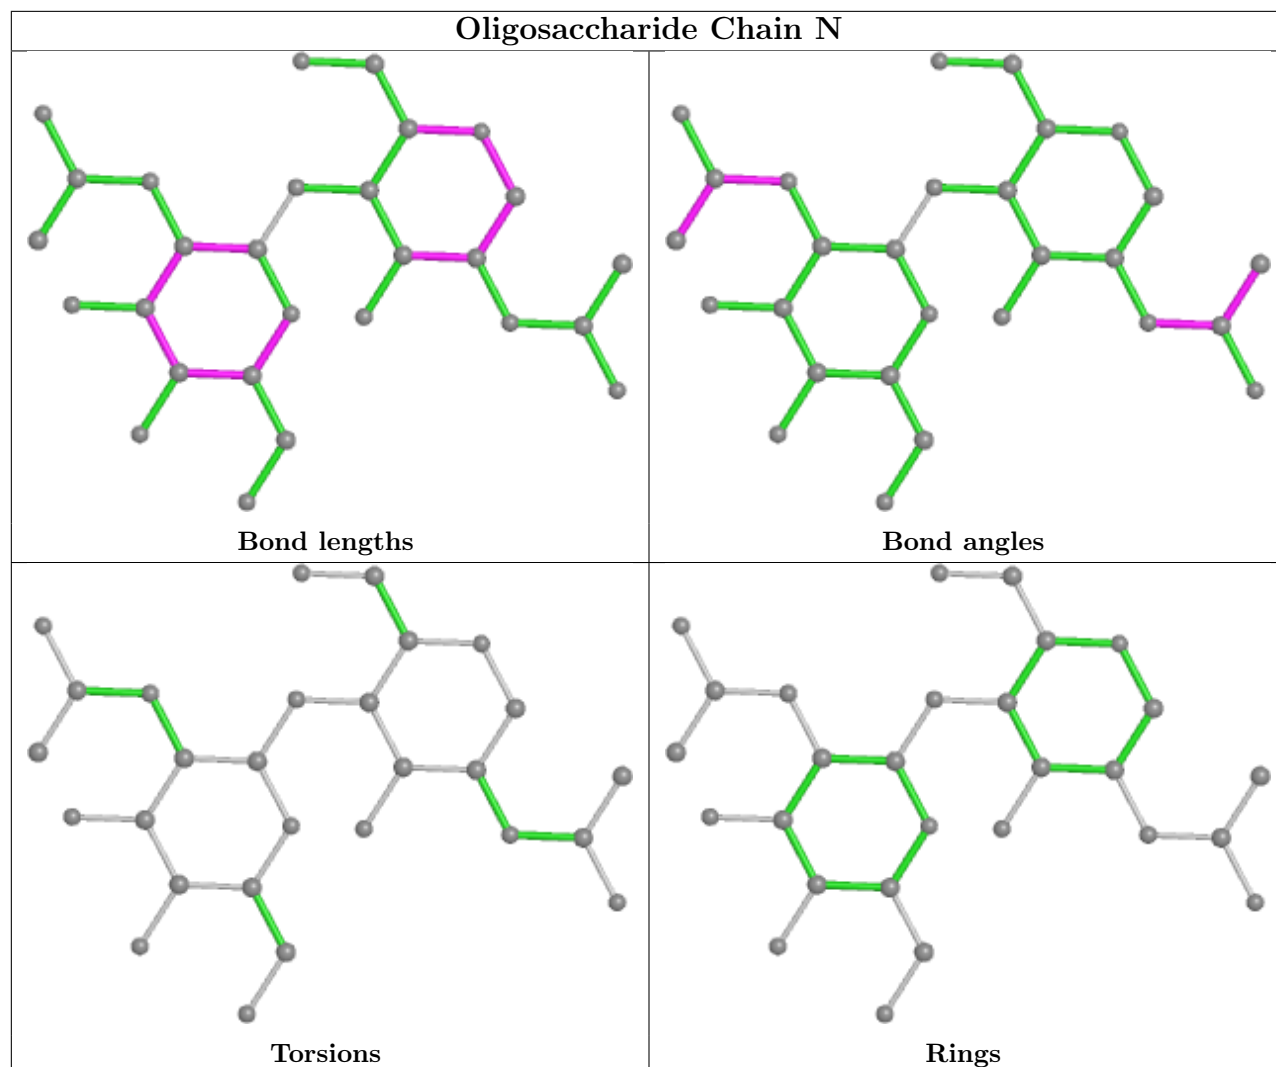 Oligosaccharide Chain N
Bond lengths
Bond angles
Torsions
Rings